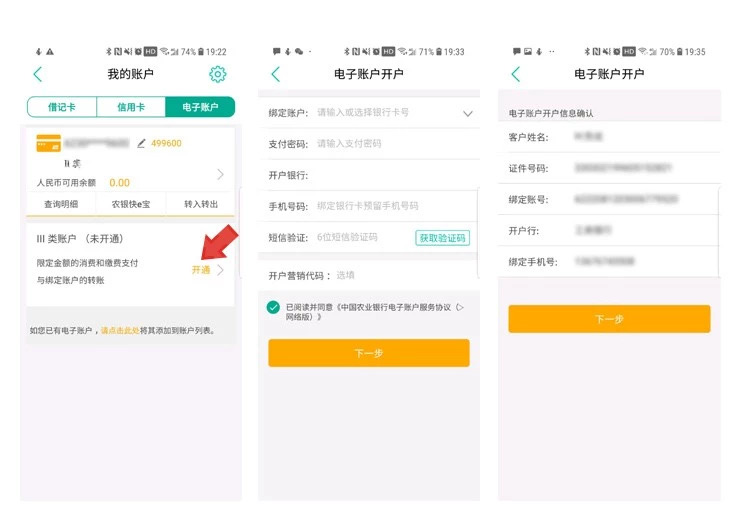 HD 74% 19:22
我的账户
借记卡 信用卡 电子账户
499600
人民币可用余额 0.00
查询明细 农银快e宝 转入转出
III 类账户 （未开通）
限定金额的消费和缴费支付
与绑定账户的转账
开通
如您已有电子账户，请点击此处将其添加到账户列表。
HD 71% 19:33
电子账户开户
绑定账户: 请输入或选择银行卡号
支付密码: 请输入支付密码
开户银行:
手机号码: 绑定银行卡预留手机号码
短信验证: 6位短信验证码 获取验证码
开户营销代码： 选填
已阅读并同意《中国农业银行电子账户服务协议（▷
网络版）》
下一步
HD 70% 19:35
电子账户开户
电子账户开户信息确认
客户姓名:
证件号码:
绑定账号:
开户行:
绑定手机号:
下一步